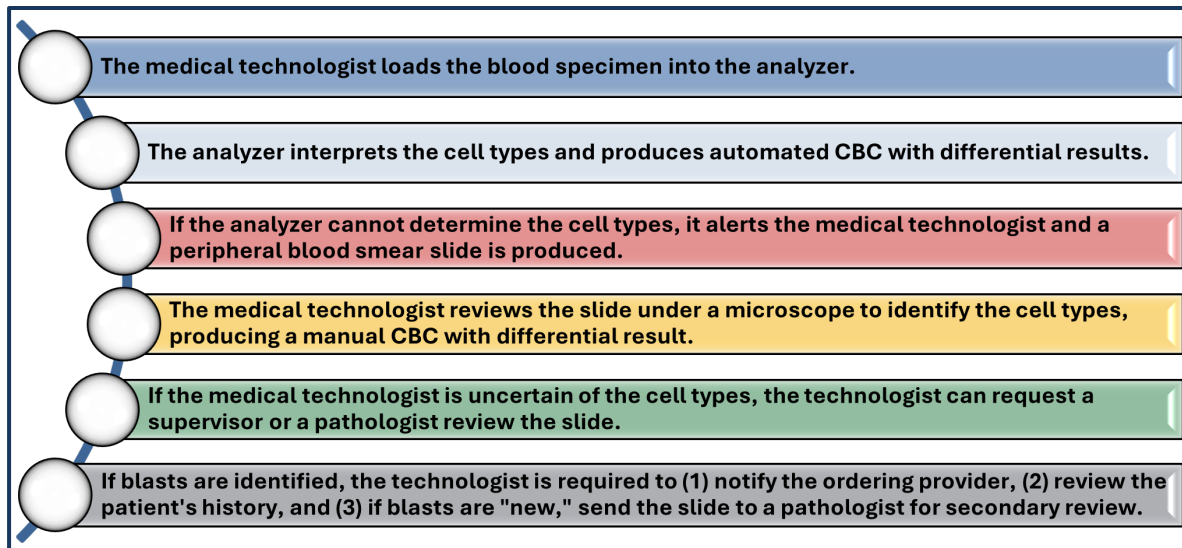 The medical technologist loads the blood specimen into the analyzer.
The analyzer interprets the cell types and produces automated CBC with differential results.
If the analyzer cannot determine the cell types, it alerts the medical technologist and a
peripheral blood smear slide is produced.
The medical technologist reviews the slide under a microscope to identify the cell types,
producing a manual CBC with differential result.
If the medical technologist is uncertain of the cell types, the technologist can request a
supervisor or a pathologist review the slide.
If blasts are identified, the technologist is required to (1) notify the ordering provider, (2) review the
patient's history, and (3) if blasts are "new," send the slide to a pathologist for secondary review.